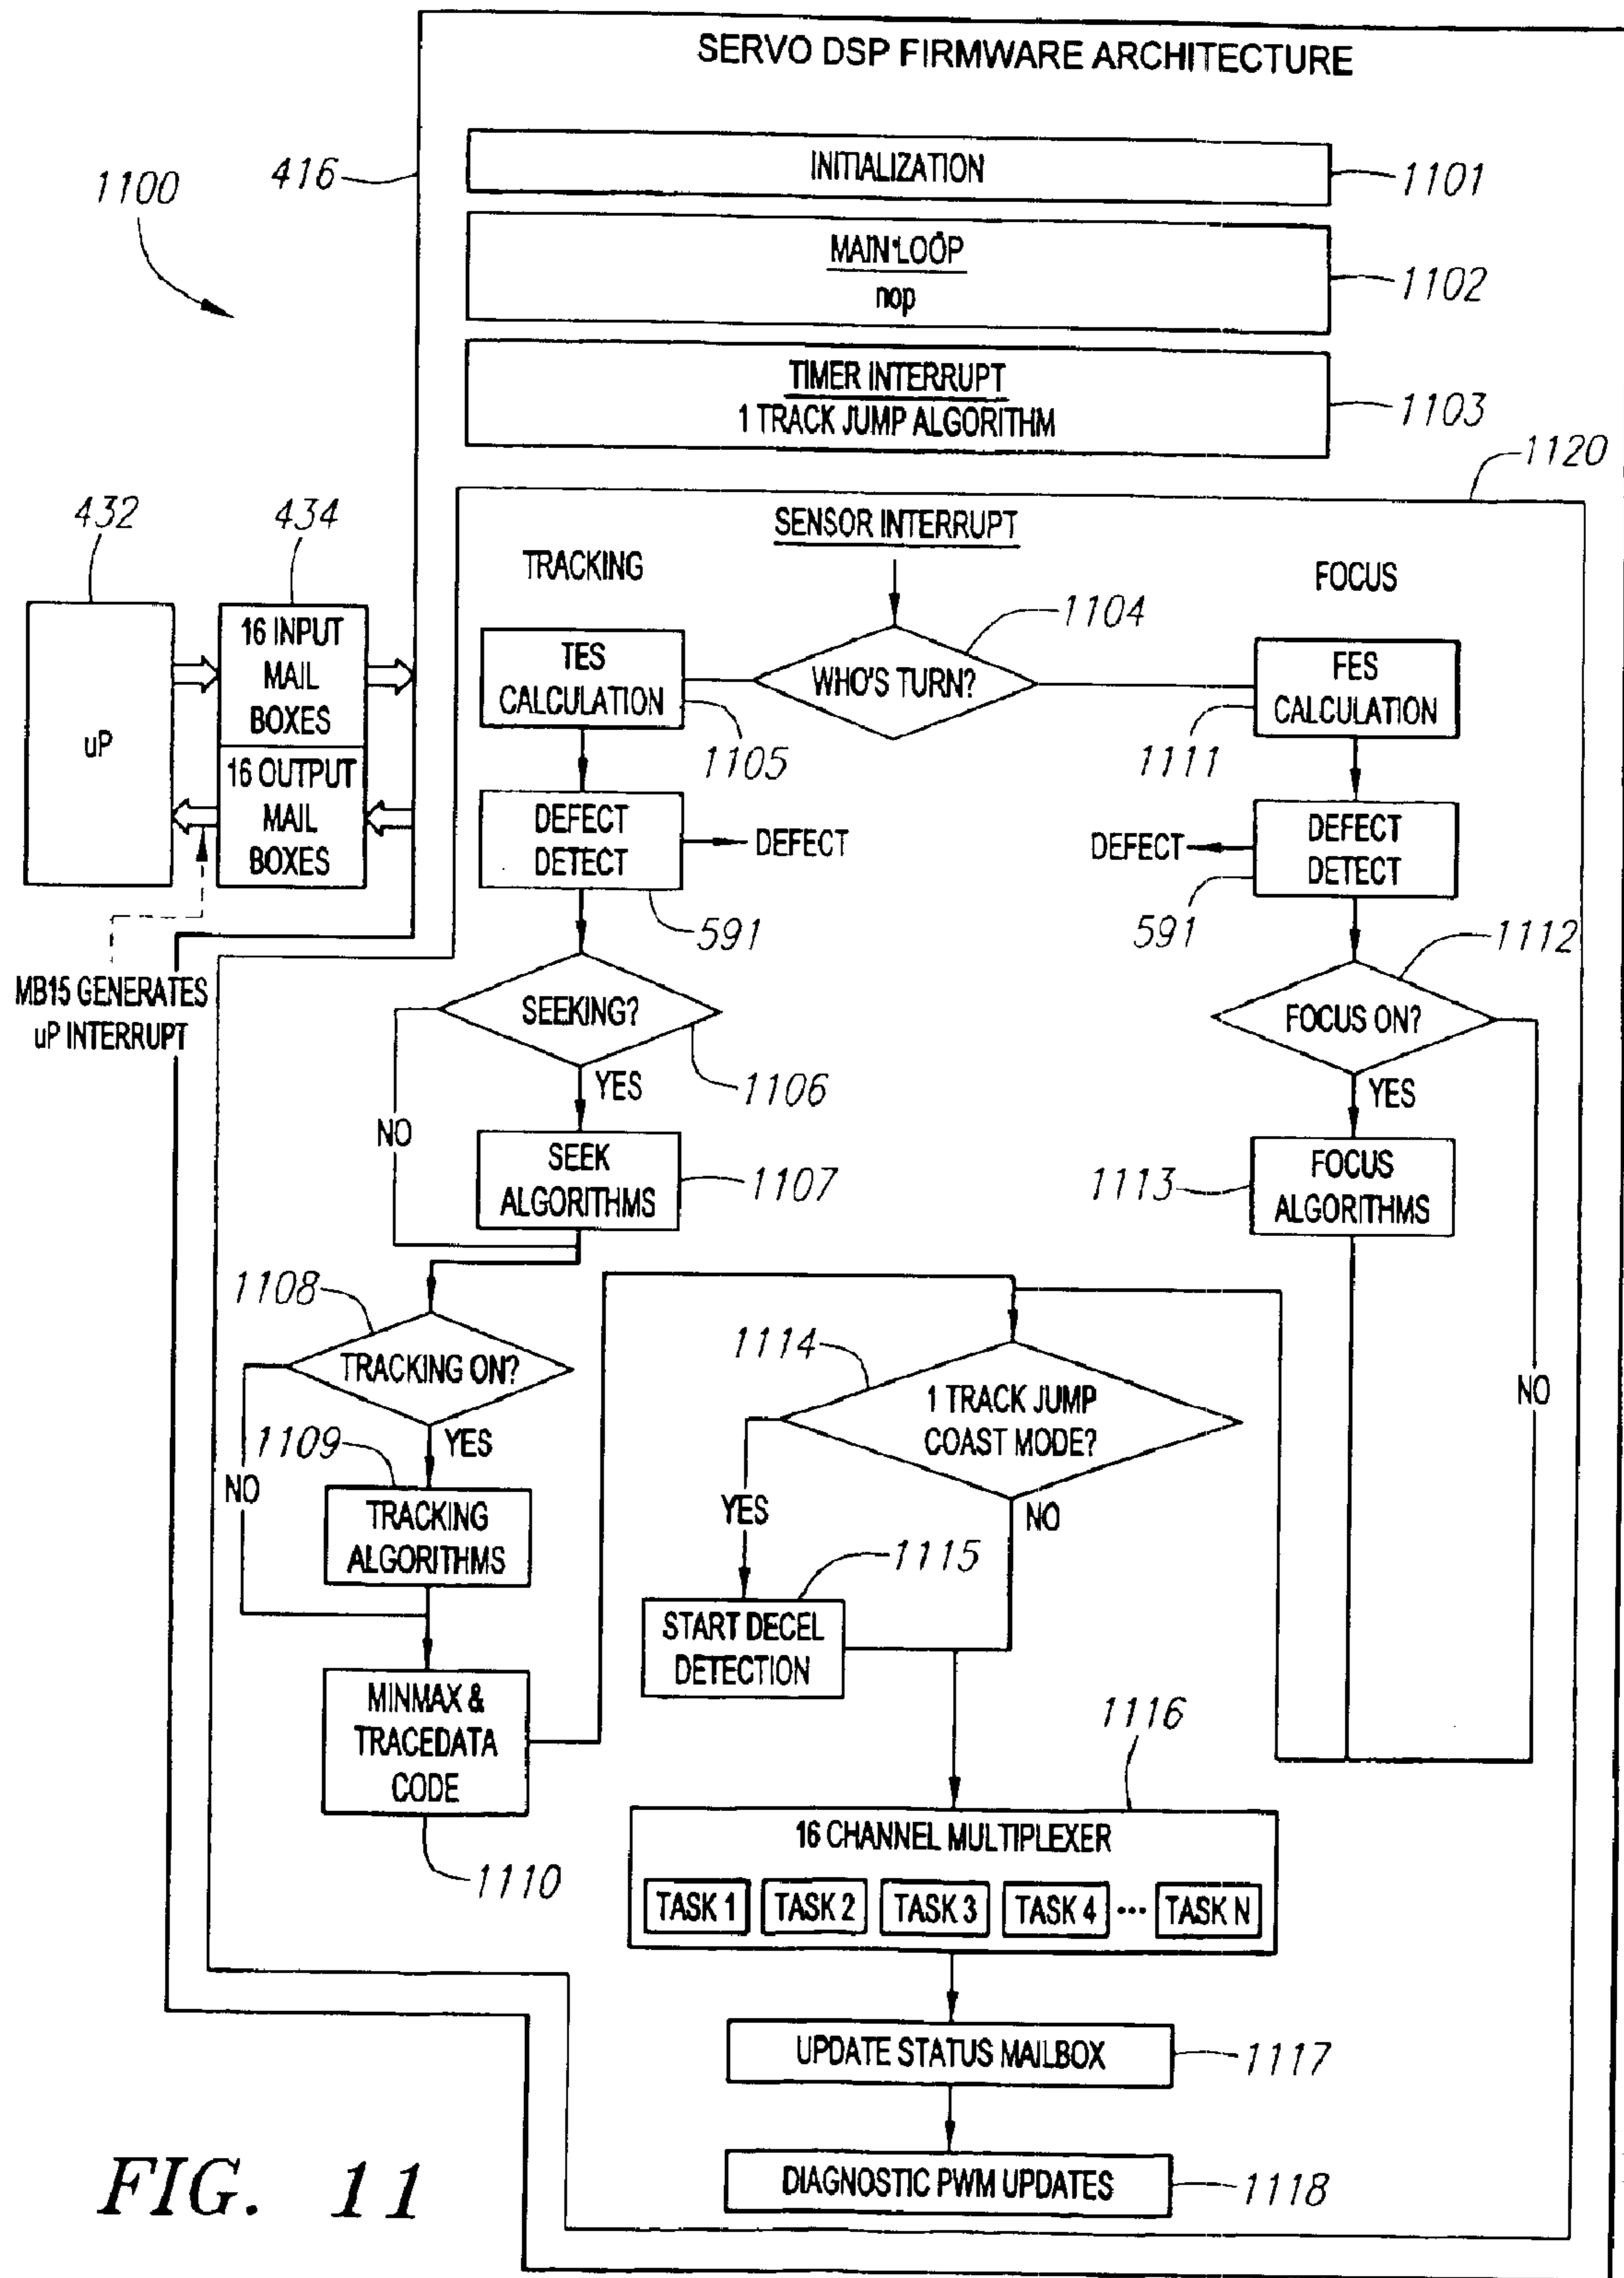 SERVO DSP FIRMWARE ARCHITECTURE
1100
416
INITIALIZATION
1101
MAIN LOOP
nop
1102
TIMER INTERRUPT
1 TRACK JUMP ALGORITHM
1103
1120
432
434
SENSOR INTERRUPT
TRACKING
FOCUS
1104
uP
16 INPUT
MAIL
BOXES
16 OUTPUT
MAIL
BOXES
MB15 GENERATES
uP INTERRUPT
TES
CALCULATION
1105
WHO'S TURN?
FES
CALCULATION
1111
DEFECT
DETECT
DEFECT
591
DEFECT
DEFECT
DETECT
591
1112
SEEKING?
1106
YES
NO
FOCUS ON?
YES
NO
SEEK
ALGORITHMS
1107
1113
FOCUS
ALGORITHMS
1108
TRACKING ON?
YES
NO
1109
TRACKING
ALGORITHMS
1114
1 TRACK JUMP
COAST MODE?
YES
NO
1115
START DECEL
DETECTION
MINMAX &
TRACEDATA
CODE
1110
1116
16 CHANNEL MULTIPLEXER
TASK 1 TASK 2 TASK 3 TASK 4 ••• TASK N
UPDATE STATUS MAILBOX
1117
DIAGNOSTIC PWM UPDATES
1118
FIG. 11